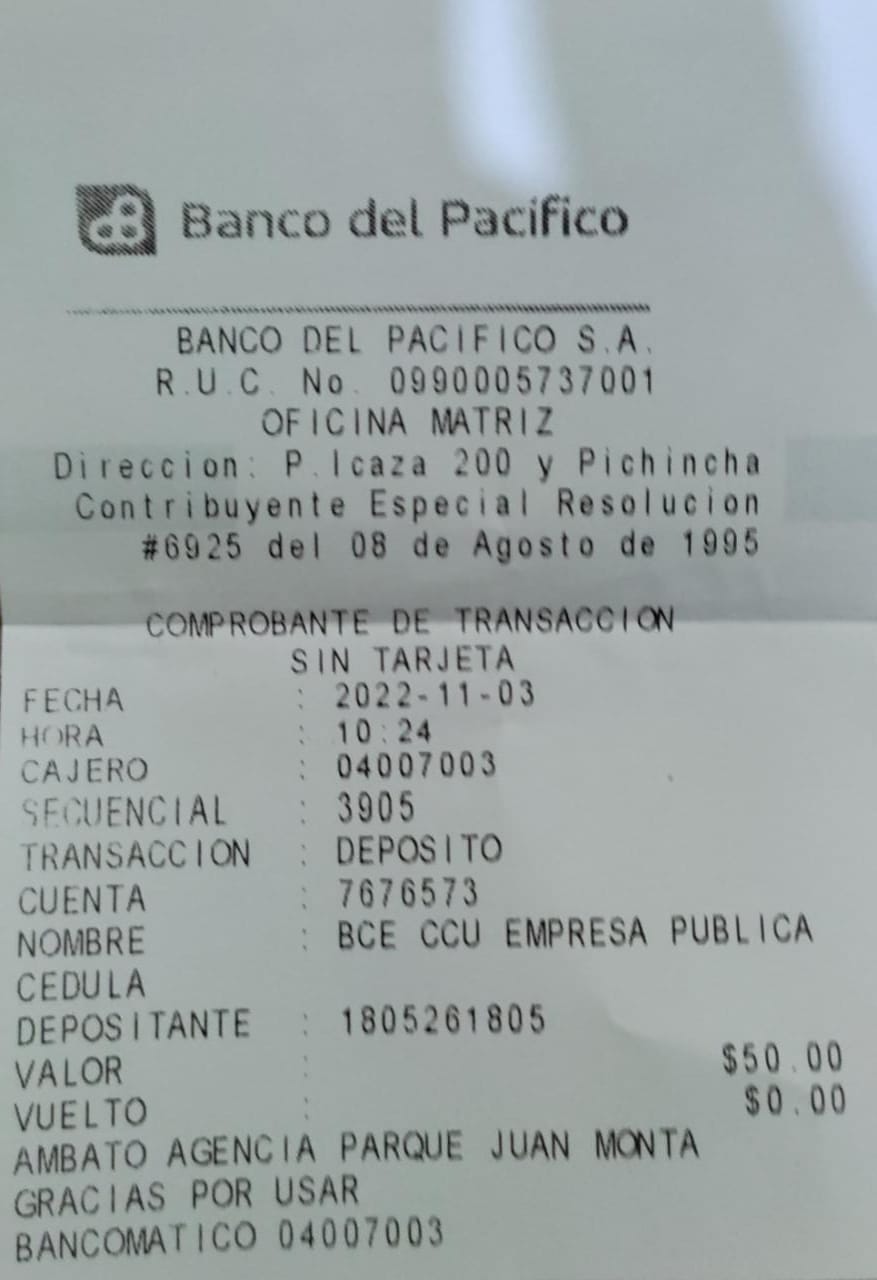 Banco del Pacifico
BANCO DEL PACIFICO S.A.
R.U.C. No. 0990005737001
OFICINA MATRIZ
Direccion: P.Icaza 200 y Pichincha
Contribuyente Especial Resolucion
#6925 del 08 de Agosto de 1995
COMPROBANTE DE TRANSACCION
SIN TARJETA
FECHA : 2022-11-03
HORA : 10:24
CAJERO : 04007003
SECUENCIAL : 3905
TRANSACCION : DEPOSITO
CUENTA : 7676573
NOMBRE : BCE CCU EMPRESA PUBLICA
CEDULA
DEPOSITANTE : 1805261805
VALOR : $50.00
VUELTO : $0.00
AMBATO AGENCIA PARQUE JUAN MONTA
GRACIAS POR USAR
BANCOMATICO 04007003